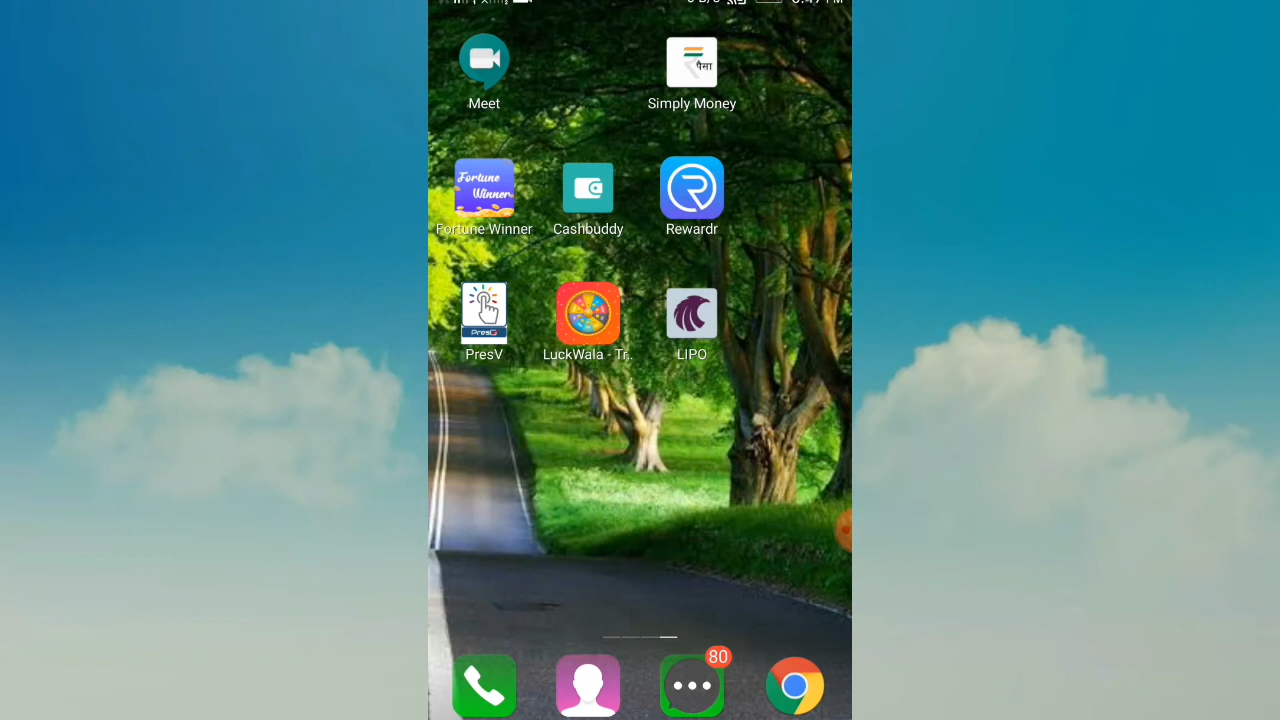 Meet
पैसा
Simply Money
Fortune
Winner
Fortune Winner
Cashbuddy
Rewardr
PresV
LuckWala - Tr..
LIPO
80